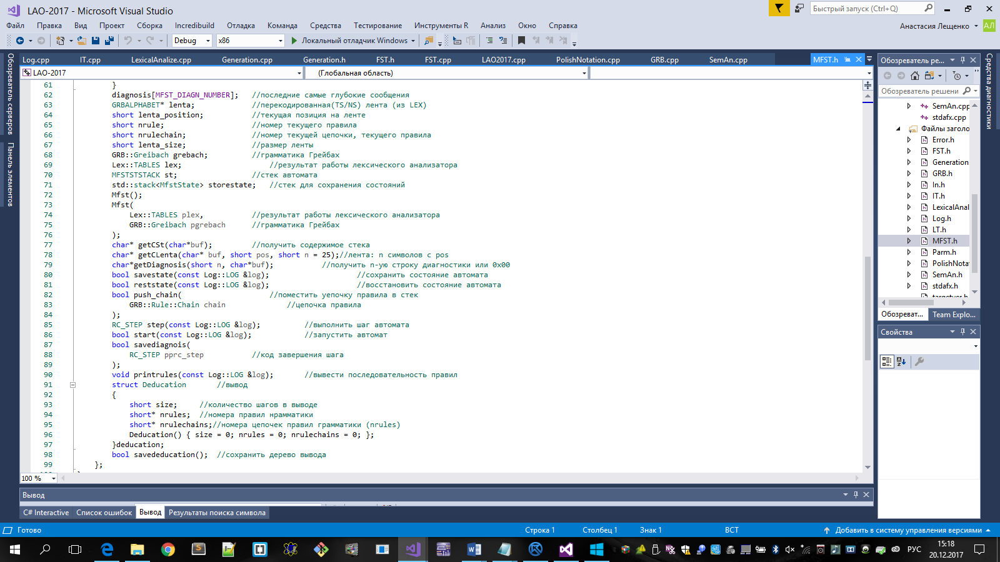 LAO-2017 - Microsoft Visual Studio
Быстрый запуск (Ctrl+Q)
Файл Правка Вид Проект Сборка Incredibuild Отладка Команда Средства Тестирование Инструменты R Анализ Окно Справка
Анастасия Лещенко АЛ
Debug x86 Локальный отладчик Windows
Обозреватель серверов
Панель элементов
Log.cpp IT.cpp LexicalAnalize.cpp Generation.cpp Generation.h FST.h FST.cpp LAO2017.cpp PolishNotation.cpp GRB.cpp SemAn.cpp MFST.h
LAO-2017 (Глобальная область)
61 }
62 diagnosis[MFST_DIAGN_NUMBER]; //последние самые глубокие сообщения
63 GRBALPHABET* lenta; //перекодированная(TS/NS) лента (из LEX)
64 short lenta_position; //текущая позиция на ленте
65 short nrule; //номер текущего правила
66 short nrulechain; //номер текущей цепочки, текущего правила
67 short lenta_size; //размер ленты
68 GRB::Greibach grebach; //грамматика Грейбах
69 Lex::TABLES lex; //результат работы лексического анализатора
70 MFSTSTSTACK st; //стек автомата
71 std::stack<MfstState> storestate; //стек для сохранения состояний
72 Mfst();
73 Mfst(
74 Lex::TABLES plex, //результат работы лексического анализатора
75 GRB::Greibach pgrebach //грамматика Грейбах
76 );
77 char* getCSt(char*buf); //получить содержимое стека
78 char* getCLenta(char* buf, short pos, short n = 25);//лента: n символов с pos
79 char*getDiagnosis(short n, char*buf); //получить n-ую строку диагностики или 0x00
80 bool savestate(const Log::LOG &log); //сохранить состояние автомата
81 bool reststate(const Log::LOG &log); //восстановить состояние автомата
82 bool push_chain( //поместить уепочку правила в стек
83 GRB::Rule::Chain chain //цепочка правила
84 );
85 RC_STEP step(const Log::LOG &log); //выполнить шаг автомата
86 bool start(const Log::LOG &log); //запустить автомат
87 bool savediagnois(
88 RC_STEP pprc_step //код завершения шага
89 );
90 void printrules(const Log::LOG &log); //вывести последовательность правил
91 struct Deducation //вывод
92 {
93 short size; //количество шагов в выводе
94 short* nrules; //номера правил нрамматики
95 short* nrulechains;//номера цепочек правил грамматики (nrules)
96 Deducation() { size = 0; nrules = 0; nrulechains = 0; };
97 }deducation;
98 bool savededucation(); //сохранить дерево вывода
99 };
100 %
Обозреватель ре...
Обозреватель решени
SemAn.cpp
stdafx.cpp
Файлы заголо
Error.h
FST.h
Generation
GRB.h
In.h
IT.h
LexicalAnal
Log.h
LT.h
MFST.h
Parm.h
PolishNota
SemAn.h
stdafx.h
targetver.h
Обозреват... Team Explo...
Свойства
Средства диагностики
Вывод
C# Interactive Список ошибок Вывод Результаты поиска символа
Готово Строка 1 Столбец 1 Знак 1 ВСТ Добавить в систему управления версиями
РУС 15:18
20.12.2017